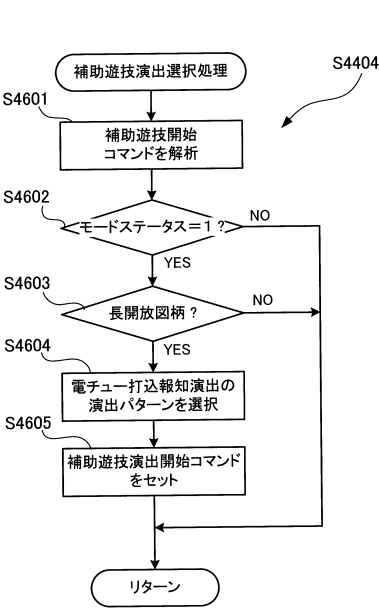 補助遊技演出選択処理
S4404
S4601
補助遊技開始
コマンドを解析
S4602
モードステータス＝1？
NO
YES
S4603
長開放図柄？
NO
YES
S4604
電チュー打込報知演出の
演出パターンを選択
S4605
補助遊技演出開始コマンド
をセット
リターン